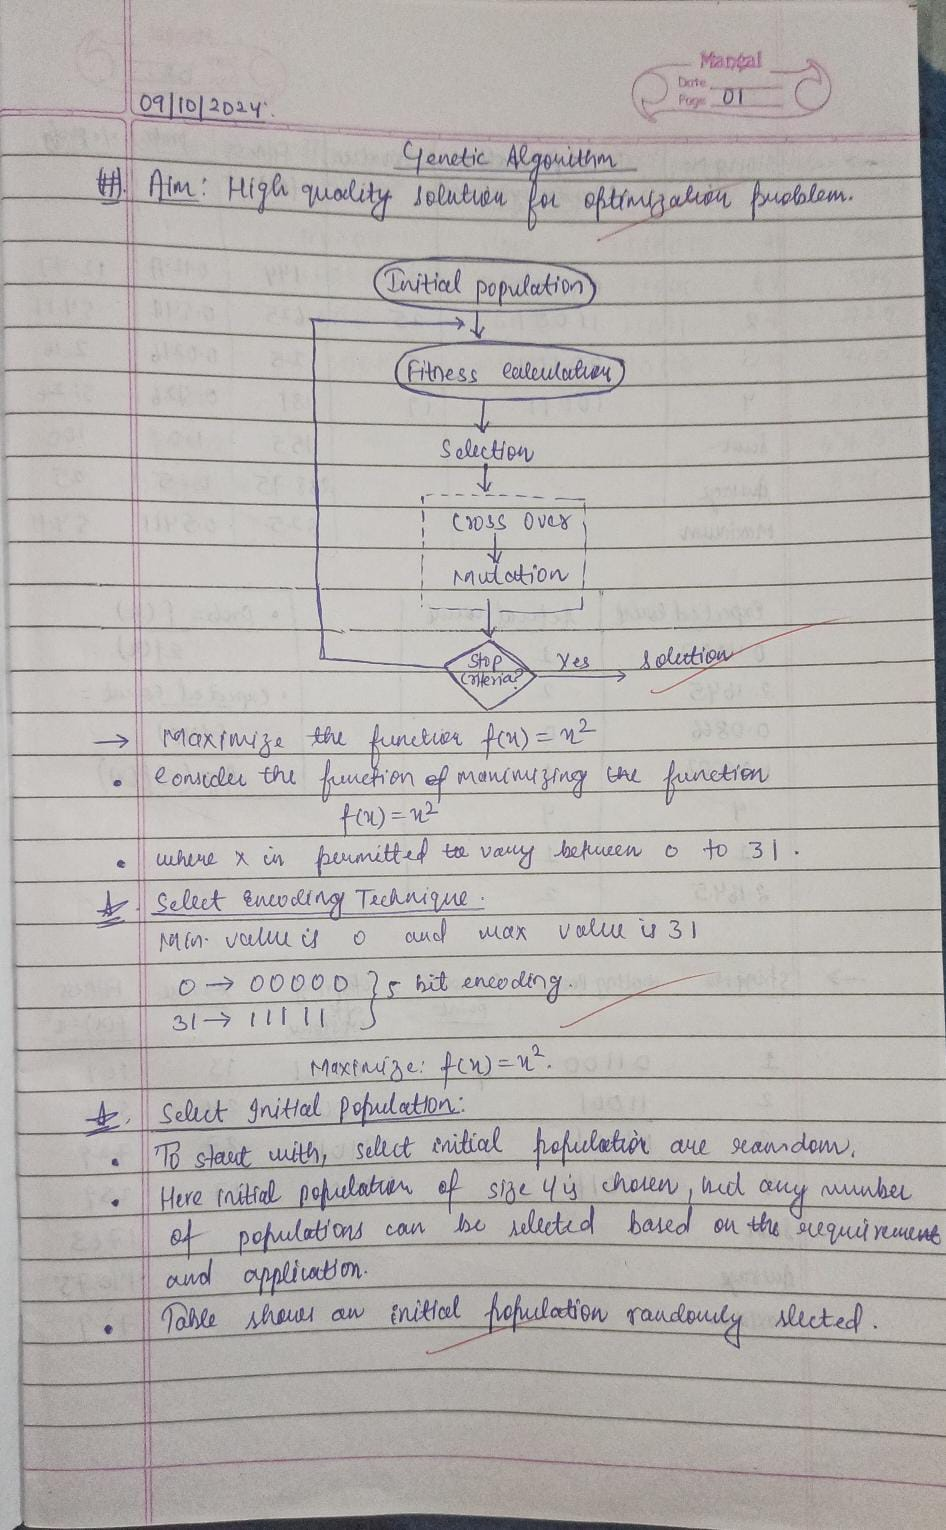 Mangal
Date
Page 01
09/10/2024.
Genetic Algorithm
Aim: High quality solution for optimization problem.
Initial population
Fitness calculation
Selection
Cross Over
Mutation
Stop
Criteria?
Yes
solution
→ Maximize the function f(x) = x²
• Consider the function of maximizing the function
f(x) = x²
• where x is permitted to vary between 0 to 31.
Select Encoding Technique.
Min. value is 0 and max value is 31
0 → 00000 } 5 bit encoding.
31 → 11111
Maximize: f(x) = x².
Select Initial Population:
• To start with, select initial population are random.
• Here initial population of size 4 is chosen, but any number
of populations can be selected based on the requirement
and application.
• Table shows an initial population randomly slected.